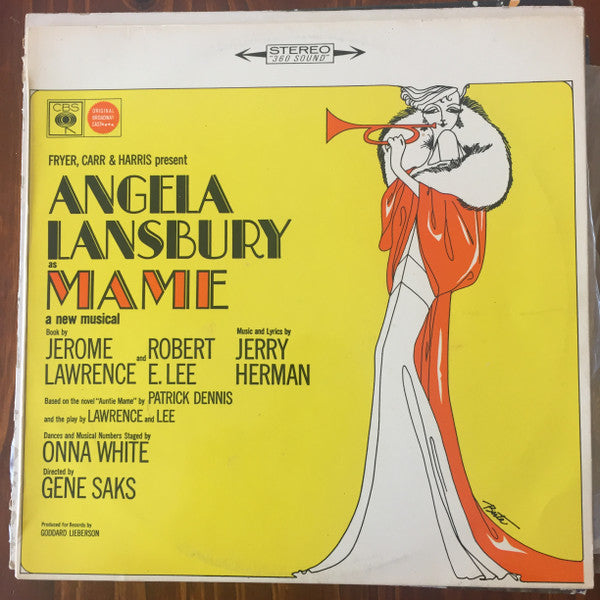 STEREO
"360 SOUND"
CBS
ORIGINAL
BROADWAY
CAST
FRYER, CARR & HARRIS present
ANGELA
LANSBURY
as
MAME
a new musical
Book by
JEROME LAWRENCE and ROBERT E. LEE
Music and Lyrics by
JERRY HERMAN
Based on the novel "Auntie Mame" by PATRICK DENNIS
and the play by LAWRENCE and LEE
Dances and Musical Numbers Staged by
ONNA WHITE
Directed by
GENE SAKS
Produced for Records by
GODDARD LIEBERSON